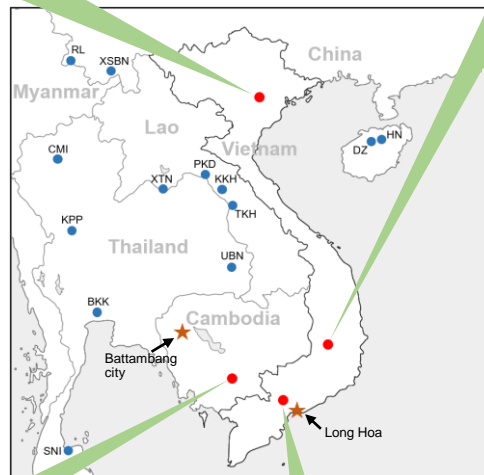 China
RL
XSBN
Myanmar
HN
DZ
Lao
Vietnam
CMI
PKD
XTN
KKH
TKH
KPP
Thailand
UBN
BKK
Cambodia
Battambang
city
Long Hoa
SNI